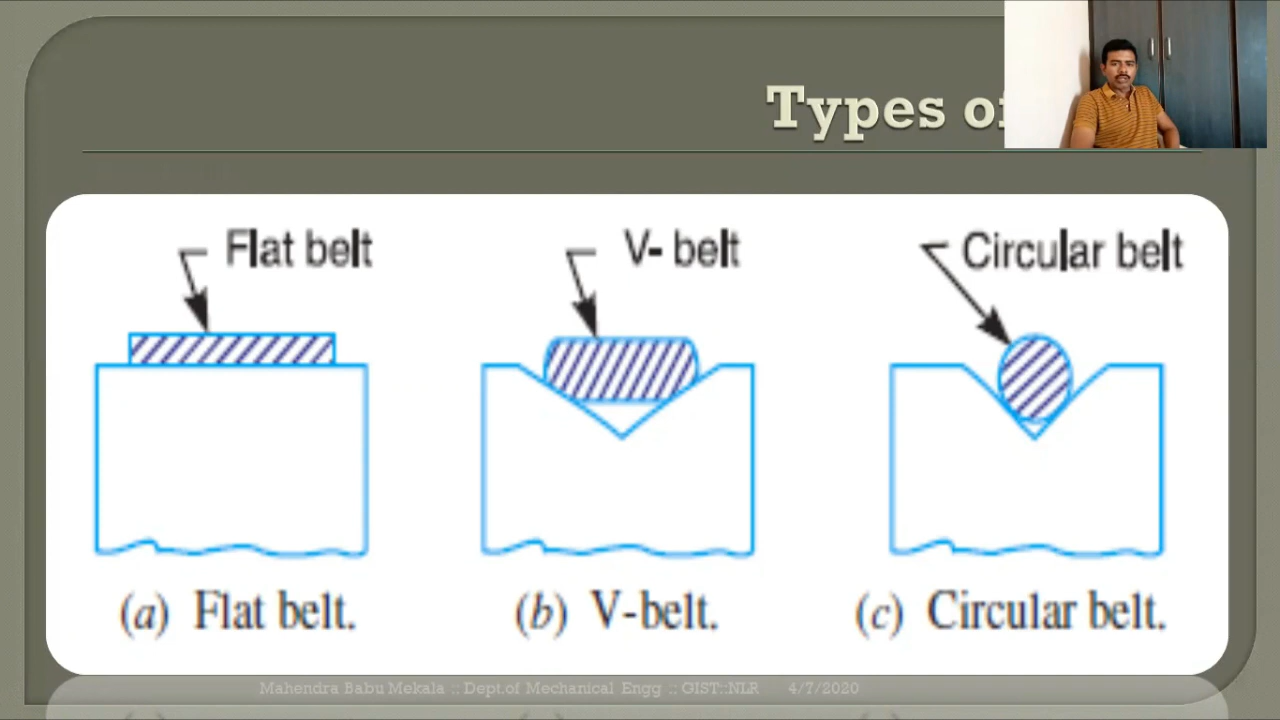 Types of
Flat belt
V- belt
Circular belt
(a) Flat belt.
(b) V-belt.
(c) Circular belt.
Mahendra Babu Mekala :: Dept.of Mechanical Engg :: GIST::NLR 4/7/2020